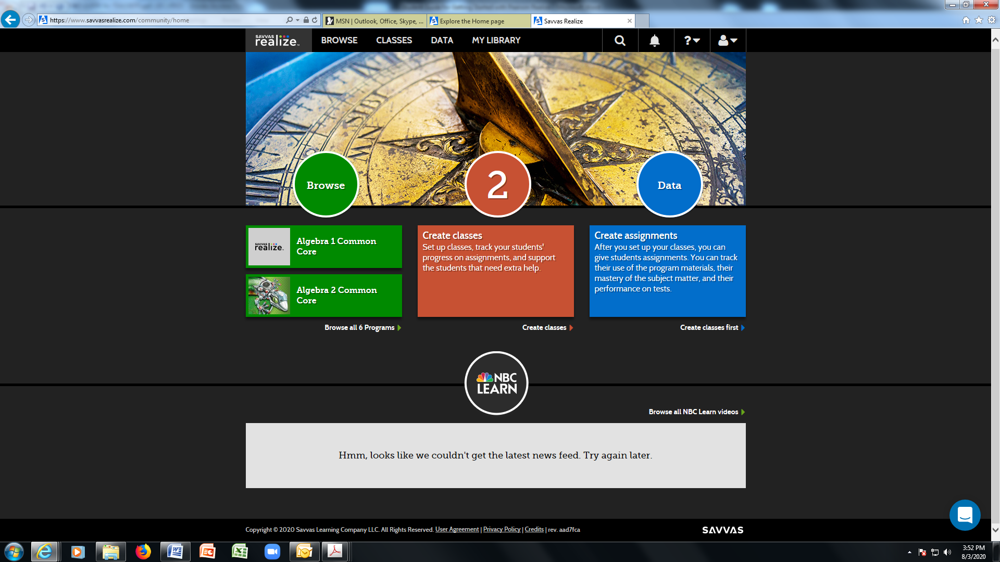 https://www.savvasrealize.com/community/home
MSN | Outlook, Office, Skype, ...
Explore the Home page
Savvas Realize
SAVVAS
realize
BROWSE
CLASSES
DATA
MY LIBRARY
?
Browse
2
Data
SAVVAS
realize
Algebra 1 Common
Core
Algebra 2 Common
Core
Browse all 6 Programs
Create classes
Set up classes, track your students'
progress on assignments, and support
the students that need extra help.
Create classes
Create assignments
After you set up your classes, you can
give students assignments. You can track
their use of the program materials, their
mastery of the subject matter, and their
performance on tests.
Create classes first
NBC
LEARN
Browse all NBC Learn videos
Hmm, looks like we couldn't get the latest news feed. Try again later.
Copyright © 2020 Savvas Learning Company LLC. All Rights Reserved. User Agreement | Privacy Policy | Credits | rev. aad7fca
SAVVAS
3:52 PM
8/3/2020